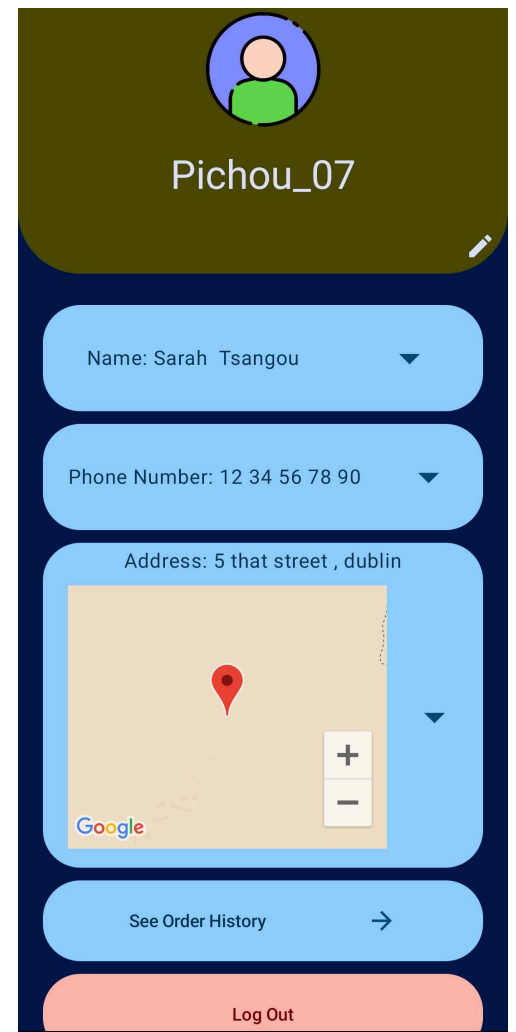 Pichou_07
Name: Sarah  Tsangou
Phone Number: 12 34 56 78 90
Address: 5 that street , dublin
+
−
Google
See Order History
Log Out